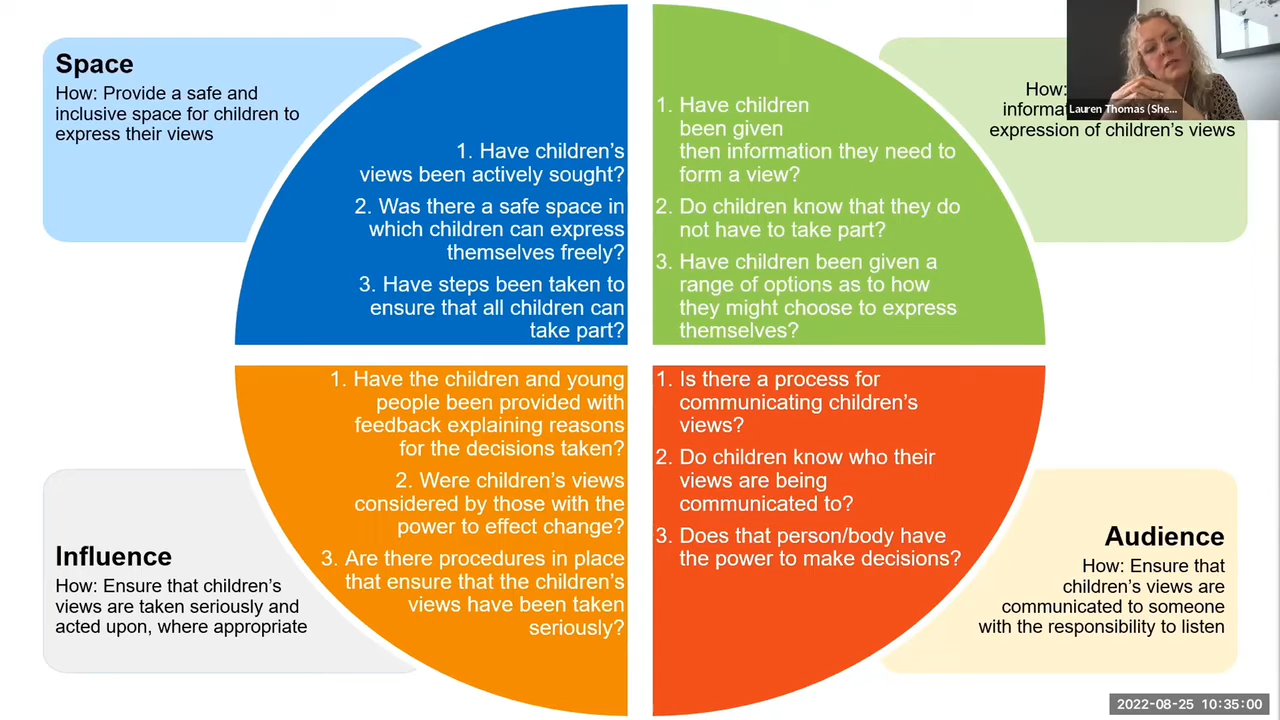 Space
How: Provide a safe and
inclusive space for children to
express their views
1. Have children's
views been actively sought?
2. Was there a safe space in
which children can express
themselves freely?
3. Have steps been taken to
ensure that all children can
take part?
1. Have children
been given
then information they need to
form a view?
2. Do children know that they do
not have to take part?
3. Have children been given a
range of options as to how
they might choose to express
themselves?
How:
expression of children's views
Lauren Thomas (She...
1. Have the children and young
people been provided with
feedback explaining reasons
for the decisions taken?
2. Were children's views
considered by those with the
power to effect change?
3. Are there procedures in place
that ensure that the children's
views have been taken
seriously?
1. Is there a process for
communicating children's
views?
2. Do children know who their
views are being
communicated to?
3. Does that person/body have
the power to make decisions?
Influence
How: Ensure that children's
views are taken seriously and
acted upon, where appropriate
Audience
How: Ensure that
children's views are
communicated to someone
with the responsibility to listen
2022-08-25 10:35:00